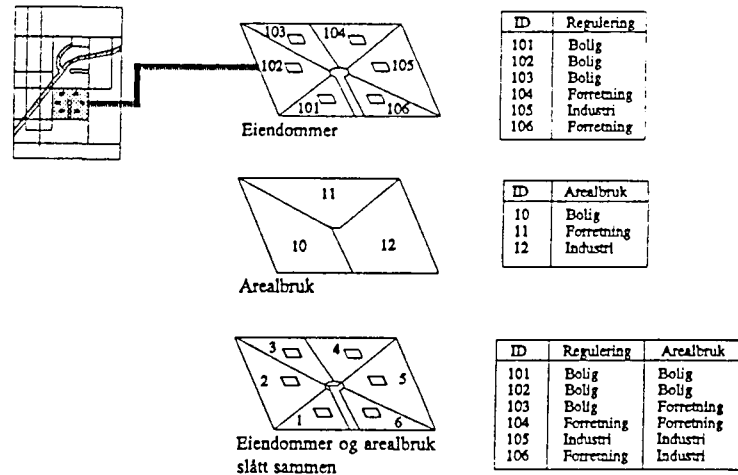 103
104
102
105
101
106
Eiendommer
ID Regulering
101 Bolig
102 Bolig
103 Bolig
104 Forretning
105 Industri
106 Forretning
11
10
12
Arealbruk
ID Arealbruk
10 Bolig
11 Forretning
12 Industri
3
4
2
5
1
6
Eiendommer og arealbruk
slått sammen
ID Regulering Arealbruk
101 Bolig Bolig
102 Bolig Bolig
103 Bolig Forretning
104 Forretning Forretning
105 Industri Industri
106 Forretning Industri